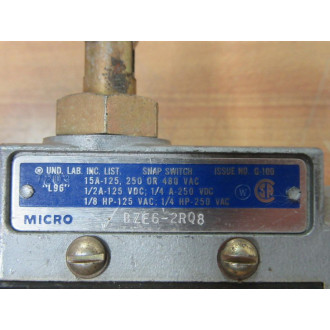 UND. LAB. INC. LIST. SNAP SWITCH ISSUE NO. C-100
"L96" 15A-125, 250 OR 480 VAC
1/2A-125 VDC, 1/4 A-250 VDC
1/8 HP-125 VAC, 1/4 HP-250 VAC
MICRO BZE6-2RQ8